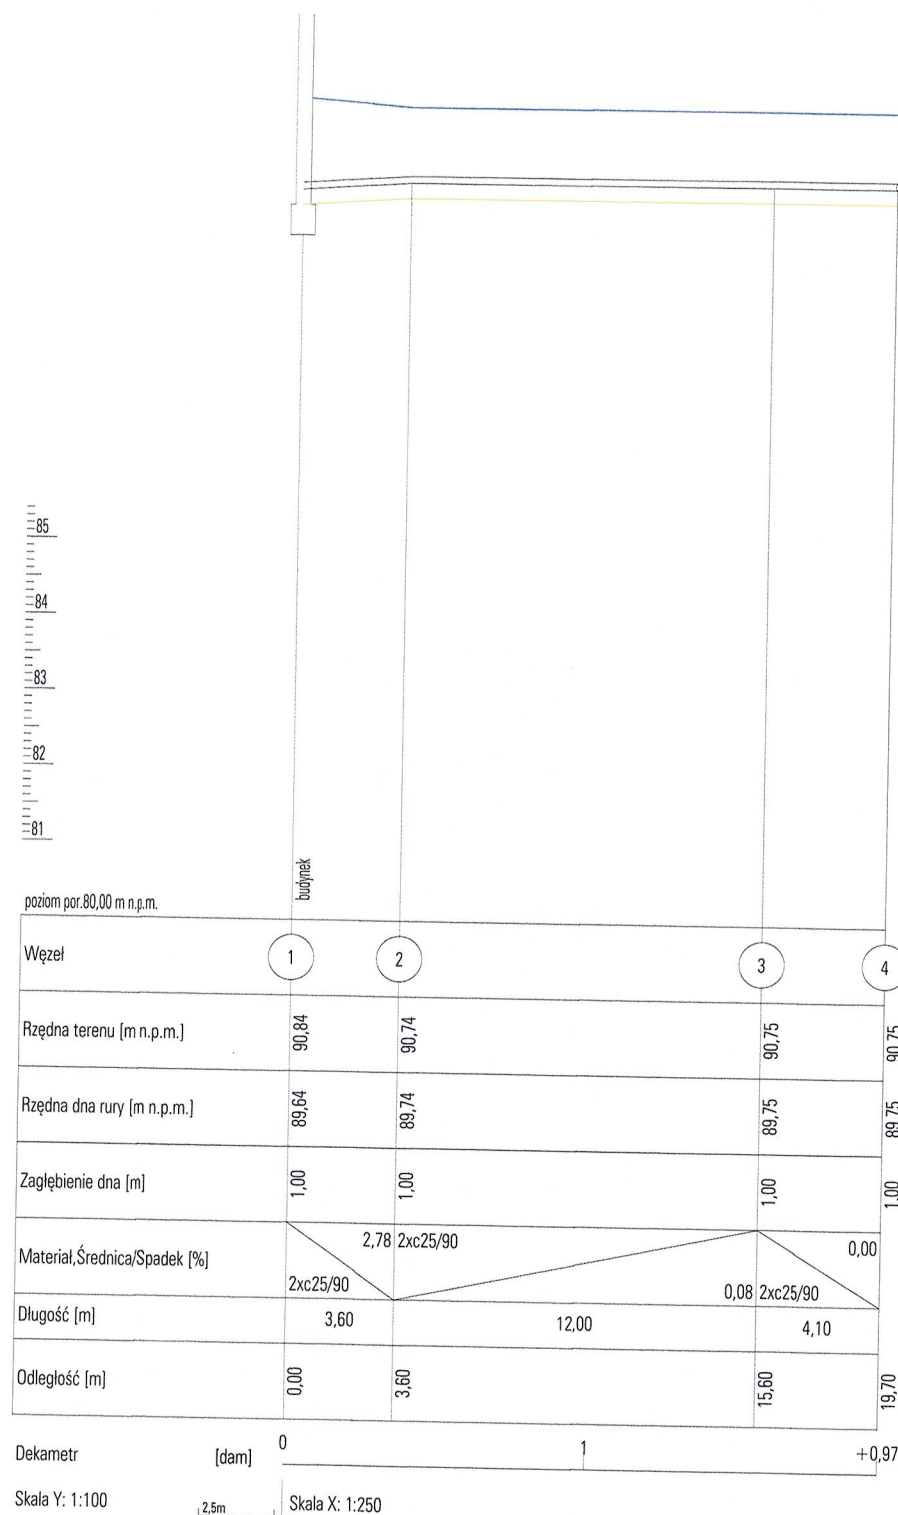 85
84
83
82
81
budynek
poziom por.80,00 m n.p.m.
Węzeł 1 2 3 4
Rzędna terenu [m n.p.m.] 90,84 90,74 90,75 90,75
Rzędna dna rury [m n.p.m.] 89,64 89,74 89,75 89,75
Zagłębienie dna [m] 1,00 1,00 1,00 1,00
2,78 2xc25/90 0,00
Materiał,Średnica/Spadek [%]
2xc25/90 0,08 2xc25/90
Długość [m] 3,60 12,00 4,10
Odległość [m] 0,00 3,60 15,60 19,70
Dekametr [dam] 0 1 +0,97
Skala Y: 1:100 2,5m Skala X: 1:250